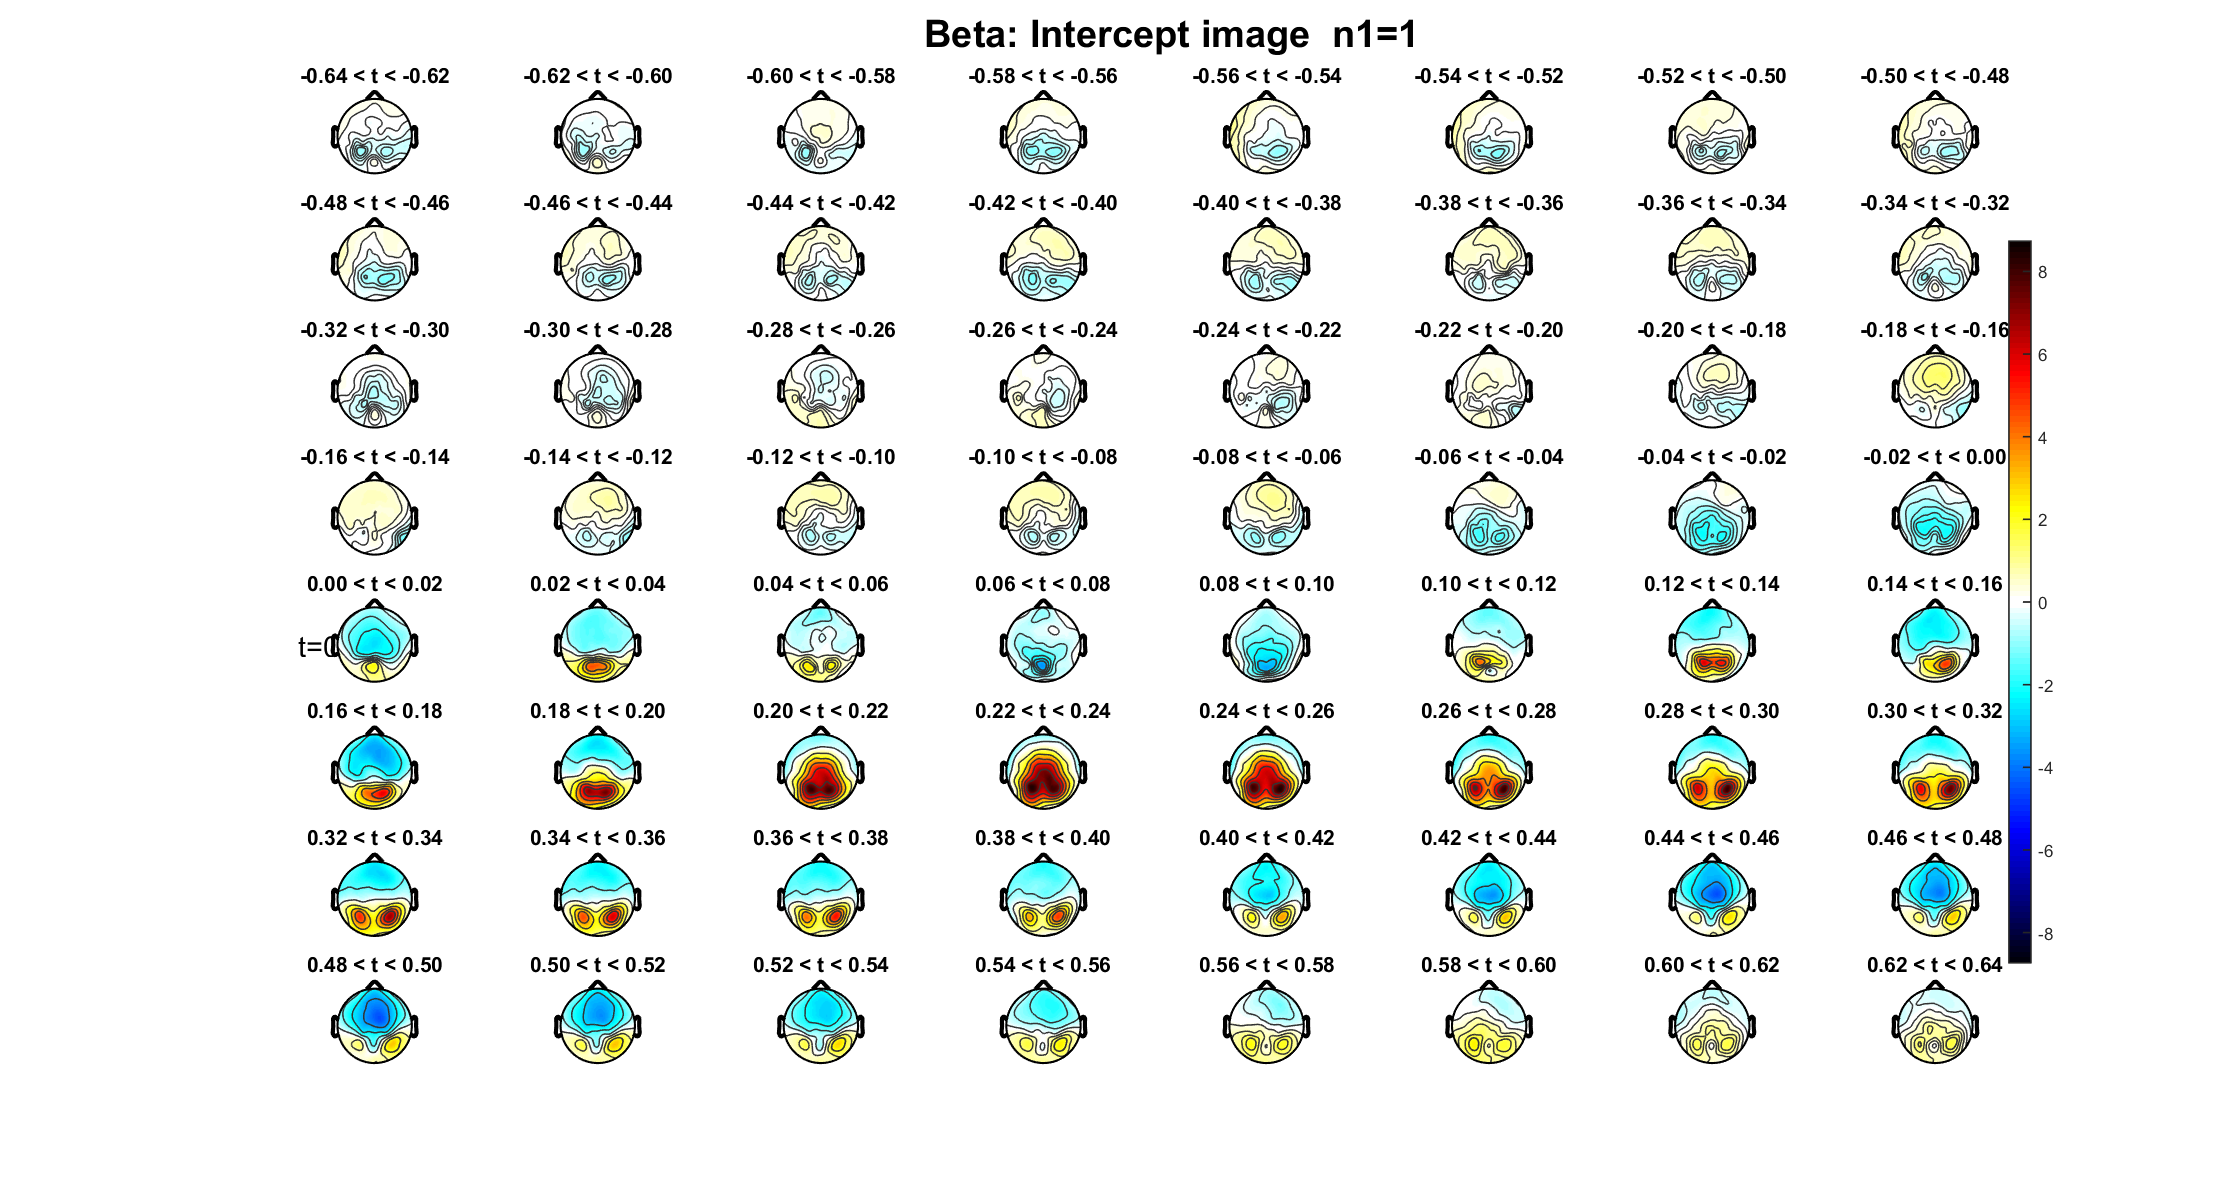 Beta: Intercept image  n1=1
-0.64 < t < -0.62
-0.62 < t < -0.60
-0.60 < t < -0.58
-0.58 < t < -0.56
-0.56 < t < -0.54
-0.54 < t < -0.52
-0.52 < t < -0.50
-0.50 < t < -0.48
-0.48 < t < -0.46
-0.46 < t < -0.44
-0.44 < t < -0.42
-0.42 < t < -0.40
-0.40 < t < -0.38
-0.38 < t < -0.36
-0.36 < t < -0.34
-0.34 < t < -0.32
-0.32 < t < -0.30
-0.30 < t < -0.28
-0.28 < t < -0.26
-0.26 < t < -0.24
-0.24 < t < -0.22
-0.22 < t < -0.20
-0.20 < t < -0.18
-0.18 < t < -0.16
-0.16 < t < -0.14
-0.14 < t < -0.12
-0.12 < t < -0.10
-0.10 < t < -0.08
-0.08 < t < -0.06
-0.06 < t < -0.04
-0.04 < t < -0.02
-0.02 < t < 0.00
0.00 < t < 0.02
0.02 < t < 0.04
0.04 < t < 0.06
0.06 < t < 0.08
0.08 < t < 0.10
0.10 < t < 0.12
0.12 < t < 0.14
0.14 < t < 0.16
t=0
0.16 < t < 0.18
0.18 < t < 0.20
0.20 < t < 0.22
0.22 < t < 0.24
0.24 < t < 0.26
0.26 < t < 0.28
0.28 < t < 0.30
0.30 < t < 0.32
0.32 < t < 0.34
0.34 < t < 0.36
0.36 < t < 0.38
0.38 < t < 0.40
0.40 < t < 0.42
0.42 < t < 0.44
0.44 < t < 0.46
0.46 < t < 0.48
0.48 < t < 0.50
0.50 < t < 0.52
0.52 < t < 0.54
0.54 < t < 0.56
0.56 < t < 0.58
0.58 < t < 0.60
0.60 < t < 0.62
0.62 < t < 0.64
8
6
4
2
0
-2
-4
-6
-8